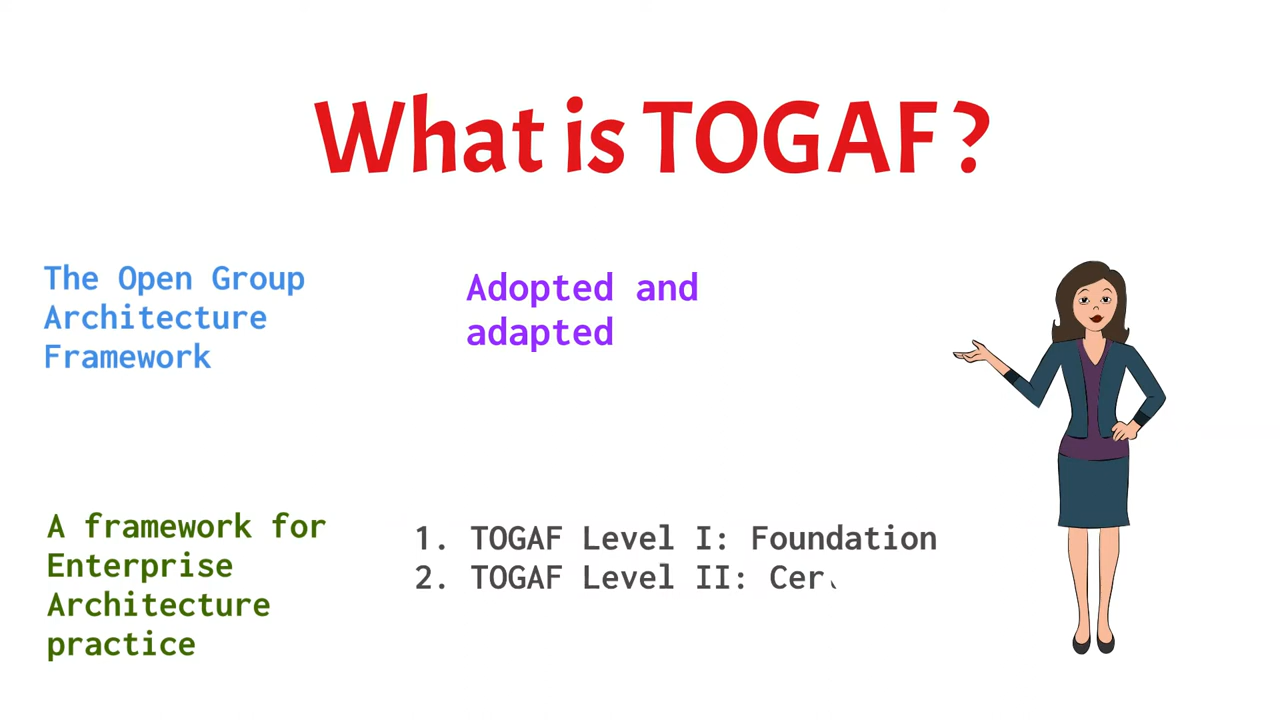 What is TOGAF?
The Open Group
Architecture
Framework
Adopted and
adapted
A framework for
Enterprise
Architecture
practice
1. TOGAF Level I: Foundation
2. TOGAF Level II: